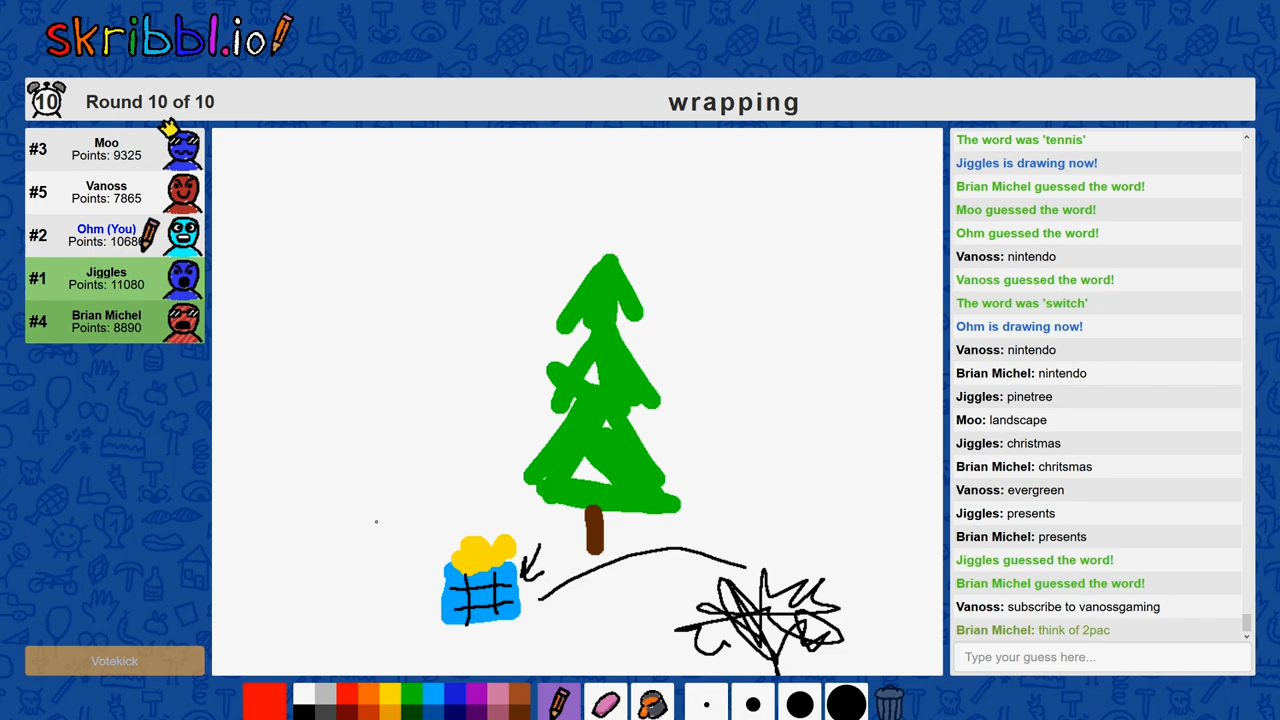 skribbl.io
10
Round 10 of 10
wrapping
#3
Moo
Points: 9325
#5
Vanoss
Points: 7865
#2
Ohm (You)
Points: 10680
#1
Jiggles
Points: 11080
#4
Brian Michel
Points: 8890
Votekick
The word was 'tennis'
Jiggles is drawing now!
Brian Michel guessed the word!
Moo guessed the word!
Ohm guessed the word!
Vanoss: nintendo
Vanoss guessed the word!
The word was 'switch'
Ohm is drawing now!
Vanoss: nintendo
Brian Michel: nintendo
Jiggles: pinetree
Moo: landscape
Jiggles: christmas
Brian Michel: chritsmas
Vanoss: evergreen
Jiggles: presents
Brian Michel: presents
Jiggles guessed the word!
Brian Michel guessed the word!
Vanoss: subscribe to vanossgaming
Brian Michel: think of 2pac
Type your guess here...